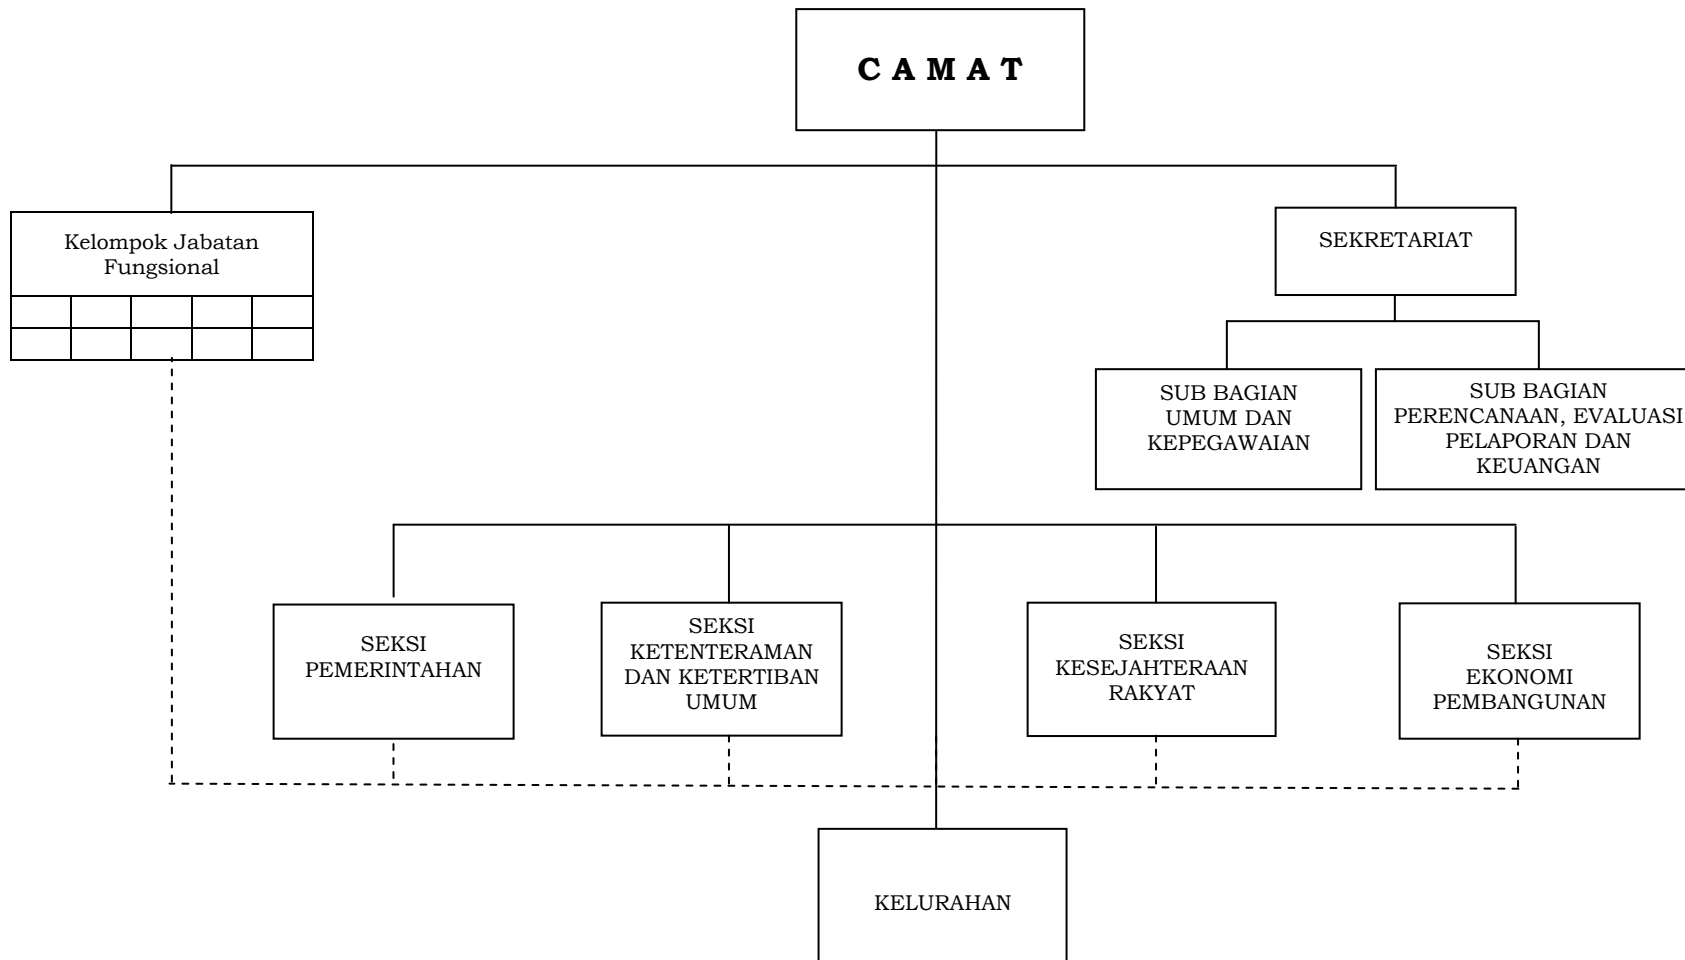 C A M A T
Kelompok Jabatan
Fungsional
SEKRETARIAT
SUB BAGIAN
UMUM DAN
KEPEGAWAIAN
SUB BAGIAN
PERENCANAAN, EVALUASI
PELAPORAN DAN
KEUANGAN
SEKSI
PEMERINTAHAN
SEKSI
KETENTERAMAN
DAN KETERTIBAN
UMUM
SEKSI
KESEJAHTERAAN
RAKYAT
SEKSI
EKONOMI
PEMBANGUNAN
KELURAHAN